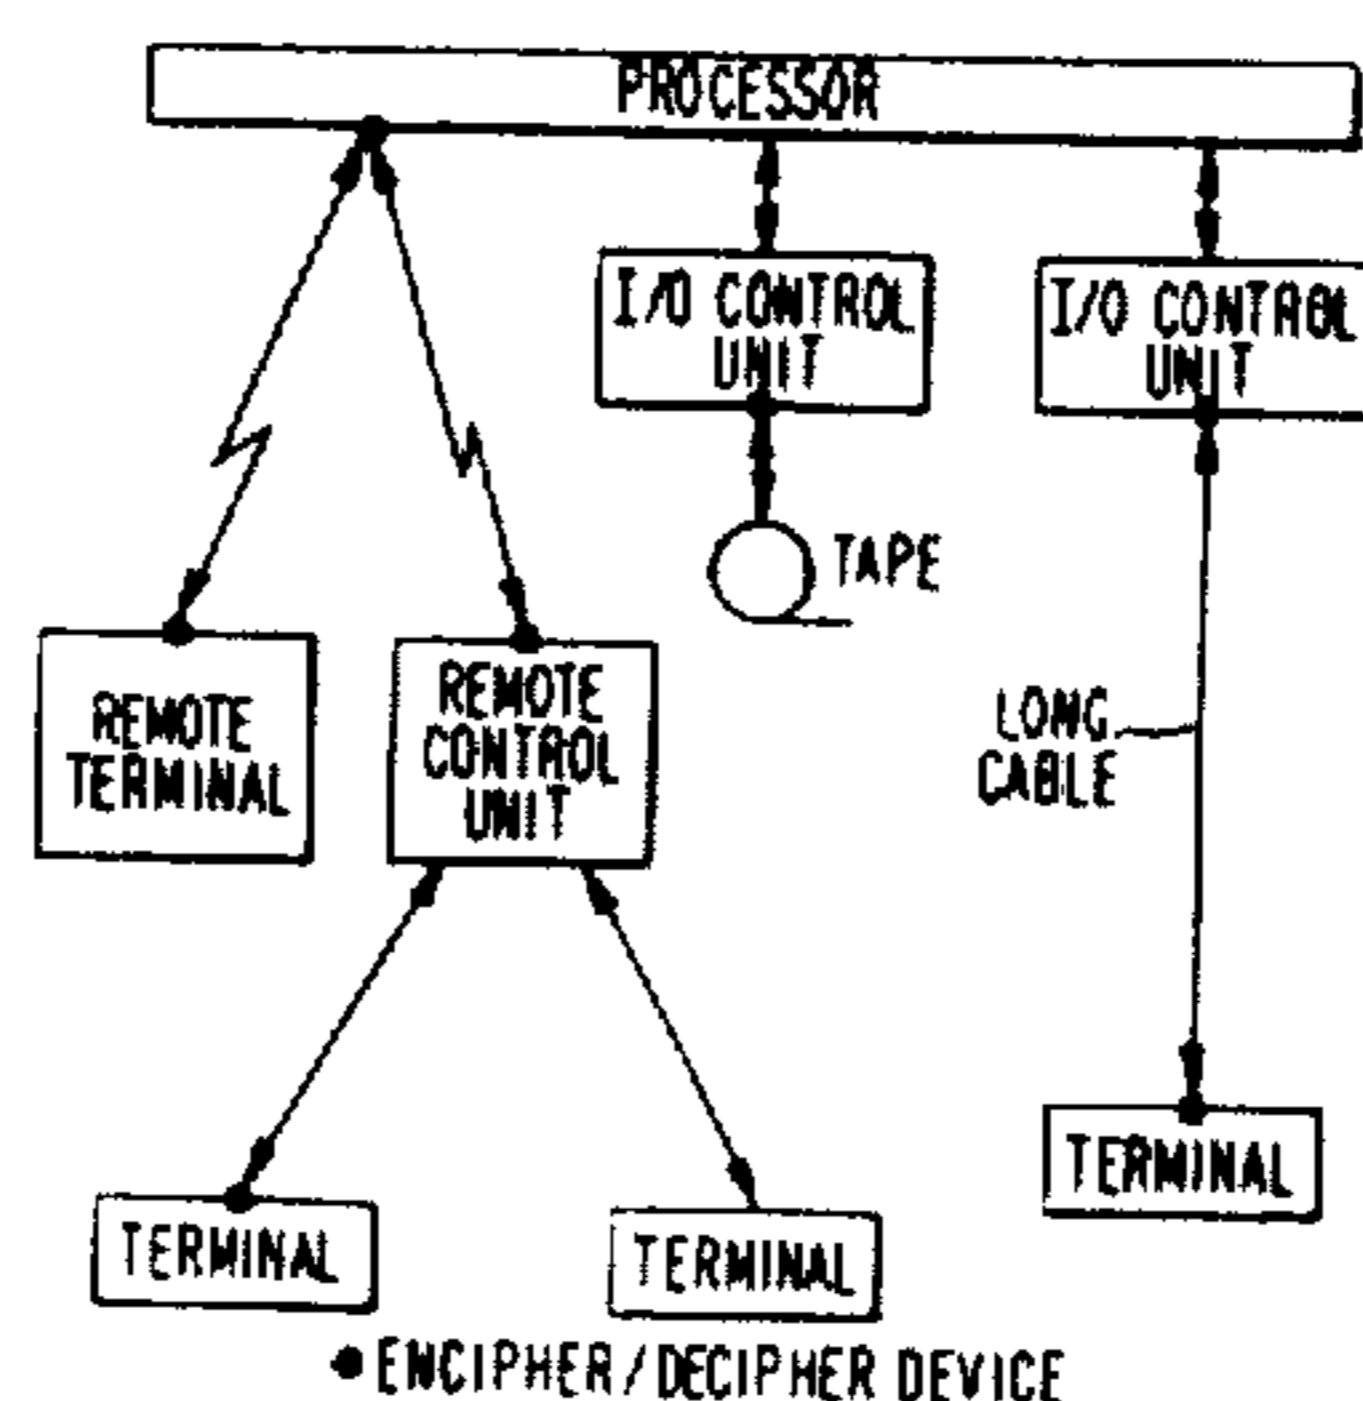 PROCESSOR
I/O CONTROL
UNIT
I/O CONTROL
UNIT
TAPE
REMOTE
TERMINAL
REMOTE
CONTROL
UNIT
LONG
CABLE
TERMINAL
TERMINAL
TERMINAL
● ENCIPHER/DECIPHER DEVICE